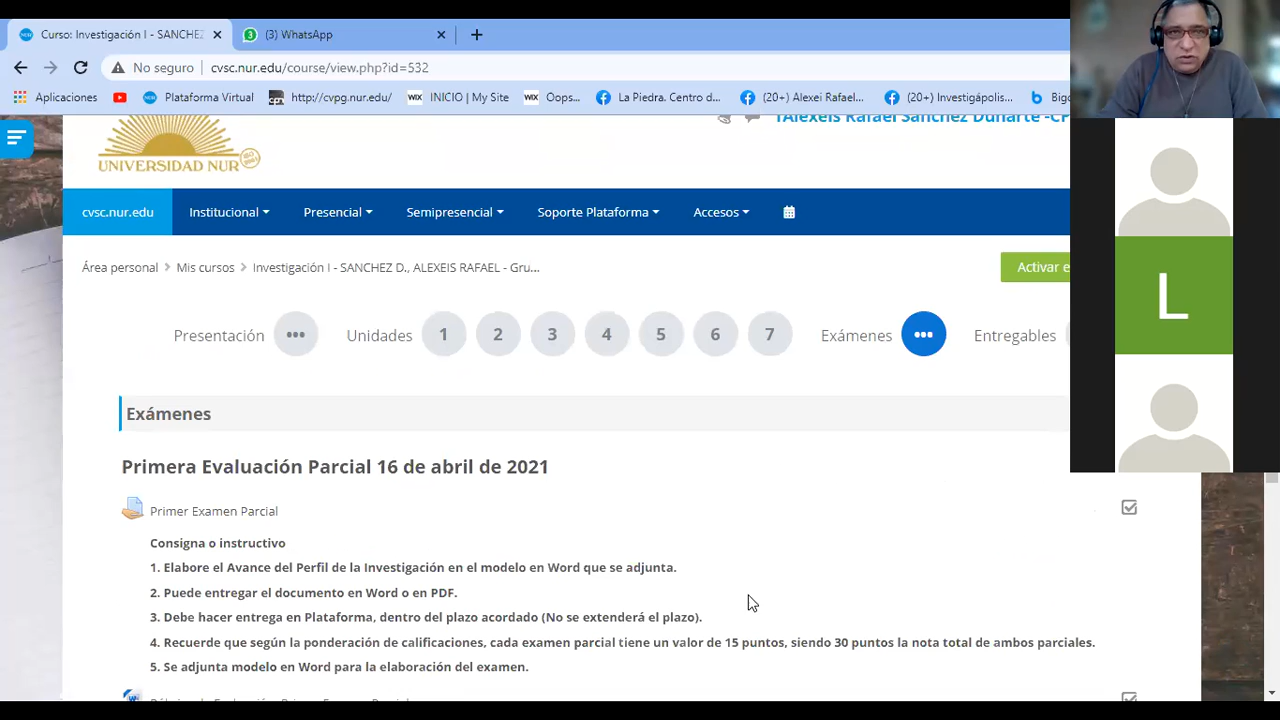 Curso: Investigación I - SANCHEZ
(3) WhatsApp
No seguro
cvsc.nur.edu/course/view.php?id=532
Aplicaciones
Plataforma Virtual
http://cvpg.nur.edu/
WIX INICIO | My Site
WIX Oops...
La Piedra. Centro d...
(20+) Alexei Rafael...
(20+) Investigápolis...
UNIVERSIDAD NUR
cvsc.nur.edu
Institucional
Presencial
Semipresencial
Soporte Plataforma
Accesos
Área personal
Mis cursos
Investigación I - SANCHEZ D., ALEXEIS RAFAEL - Gru...
Activar e
Presentación
Unidades 1 2 3 4 5 6 7
Exámenes
Entregables
L
Exámenes
Primera Evaluación Parcial 16 de abril de 2021
Primer Examen Parcial
Consigna o instructivo
1. Elabore el Avance del Perfil de la Investigación en el modelo en Word que se adjunta.
2. Puede entregar el documento en Word o en PDF.
3. Debe hacer entrega en Plataforma, dentro del plazo acordado (No se extenderá el plazo).
4. Recuerde que según la ponderación de calificaciones, cada examen parcial tiene un valor de 15 puntos, siendo 30 puntos la nota total de ambos parciales.
5. Se adjunta modelo en Word para la elaboración del examen.